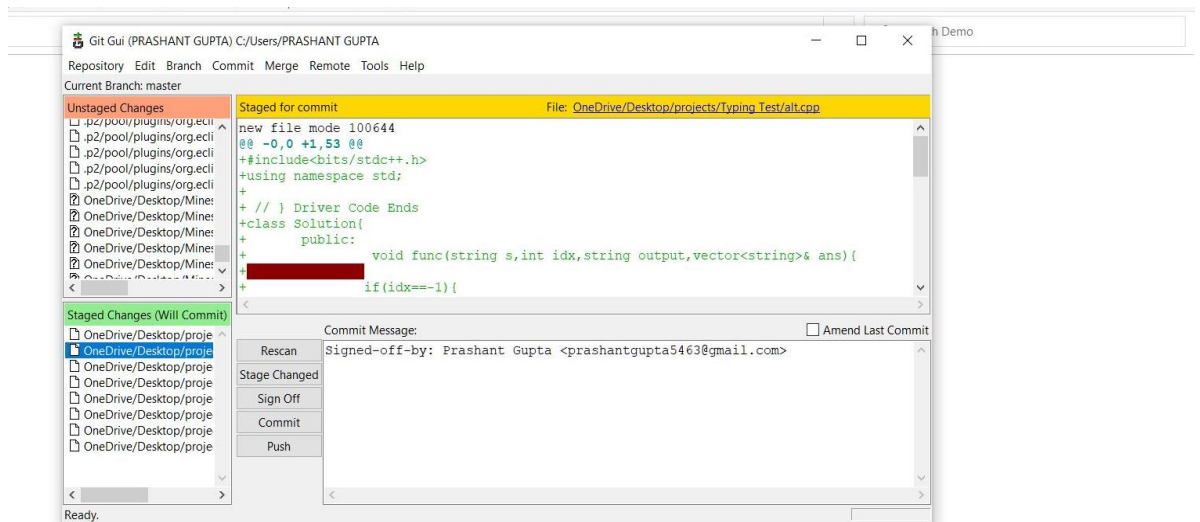 h Demo
Git Gui (PRASHANT GUPTA) C:/Users/PRASHANT GUPTA
Repository Edit Branch Commit Merge Remote Tools Help
Current Branch: master
Unstaged Changes
.p2/pool/plugins/org.ecli
.p2/pool/plugins/org.ecli
.p2/pool/plugins/org.ecli
.p2/pool/plugins/org.ecli
.p2/pool/plugins/org.ecli
OneDrive/Desktop/Mines
OneDrive/Desktop/Mines
OneDrive/Desktop/Mines
OneDrive/Desktop/Mines
OneDrive/Desktop/Mines
Staged for commit File: OneDrive/Desktop/projects/Typing Test/alt.cpp
new file mode 100644
@@ -0,0 +1,53 @@
+#include<bits/stdc++.h>
+using namespace std;
+
+ // } Driver Code Ends
+class Solution{
+ public:
+ void func(string s,int idx,string output,vector<string>& ans){
+
+ if(idx==-1){
Staged Changes (Will Commit)
OneDrive/Desktop/proje
OneDrive/Desktop/proje
OneDrive/Desktop/proje
OneDrive/Desktop/proje
OneDrive/Desktop/proje
OneDrive/Desktop/proje
OneDrive/Desktop/proje
OneDrive/Desktop/proje
Commit Message: Amend Last Commit
Rescan
Stage Changed
Sign Off
Commit
Push
Signed-off-by: Prashant Gupta <prashantgupta5463@gmail.com>
Ready.